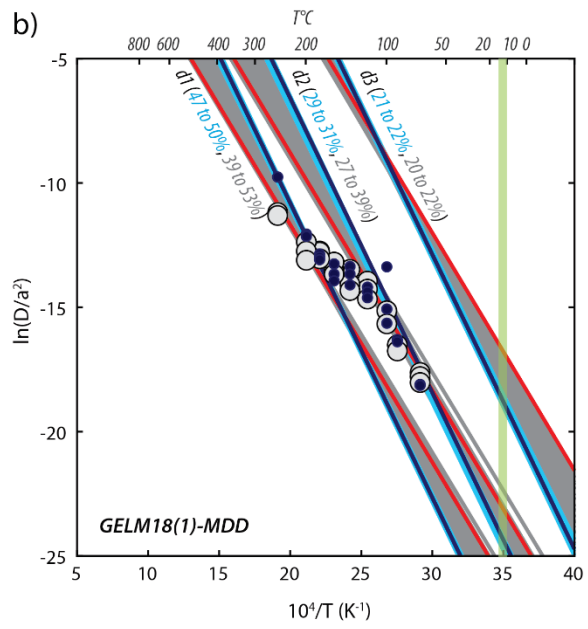 b)
T°C
800 600 400 300 200 100 50 20 10 0
-5
-10
-15
-20
-25
ln(D/a²)
d1 (47 to 50%, 39 to 53%)
d2 (29 to 31%, 27 to 39%)
d3 (21 to 22%, 20 to 22%)
GELM18(1)-MDD
5 10 15 20 25 30 35 40
10⁴/T (K⁻¹)